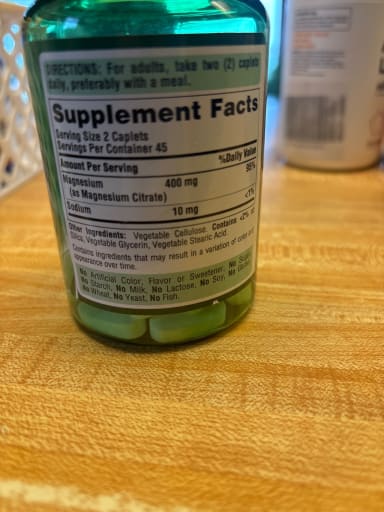 DIRECTIONS: For adults, take two (2) caplets
daily, preferably with a meal.
Supplement Facts
Serving Size 2 Caplets
Servings Per Container 45
Amount Per Serving %Daily Value
Magnesium 400 mg 95%
(as Magnesium Citrate)
Sodium 10 mg <1%
Other Ingredients: Vegetable Cellulose. Contains <2% of:
Silica, Vegetable Glycerin, Vegetable Stearic Acid.
Contains ingredients that may result in a variation of color and
appearance over time.
No Artificial Color, Flavor or Sweetener, No
No Starch, No Milk, No Lactose, No Soy, No
No Wheat, No Yeast, No Fish.